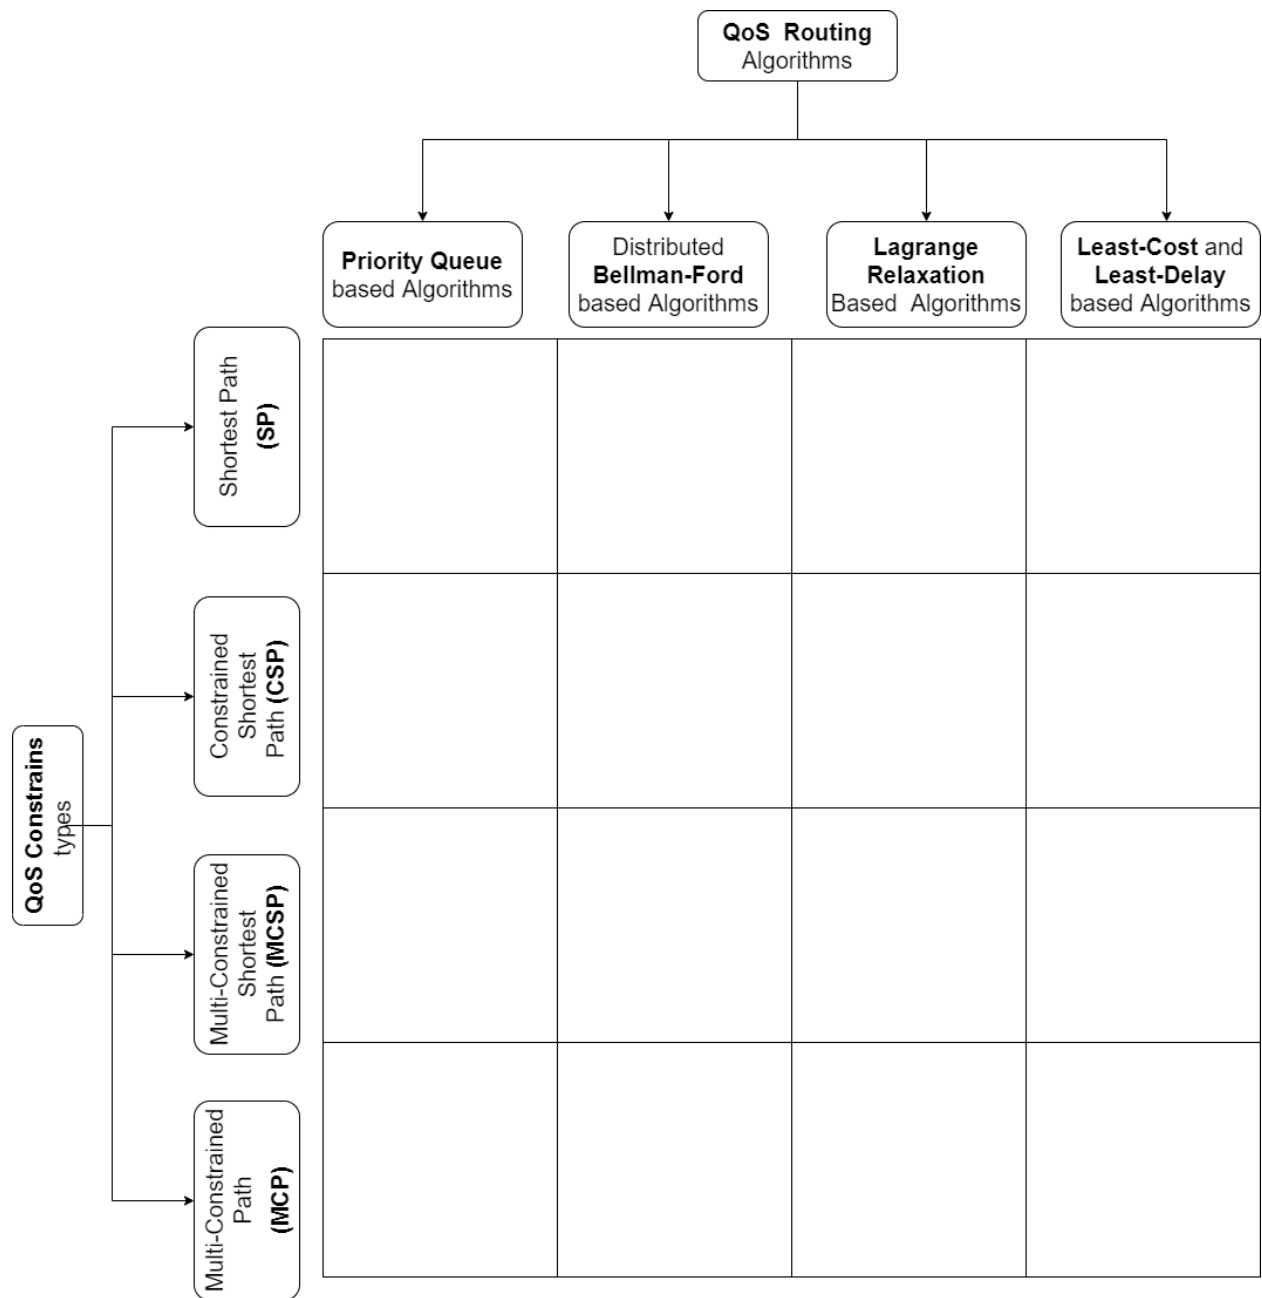 QoS Routing
Algorithms
Priority Queue
based Algorithms
Distributed
Bellman-Ford
based Algorithms
Lagrange
Relaxation
Based Algorithms
Least-Cost and
Least-Delay
based Algorithms
Shortest Path
(SP)
Constrained
Shortest
Path (CSP)
QoS Constrains
types
Multi-Constrained
Shortest
Path (MCSP)
Multi-Constrained
Path
(MCP)